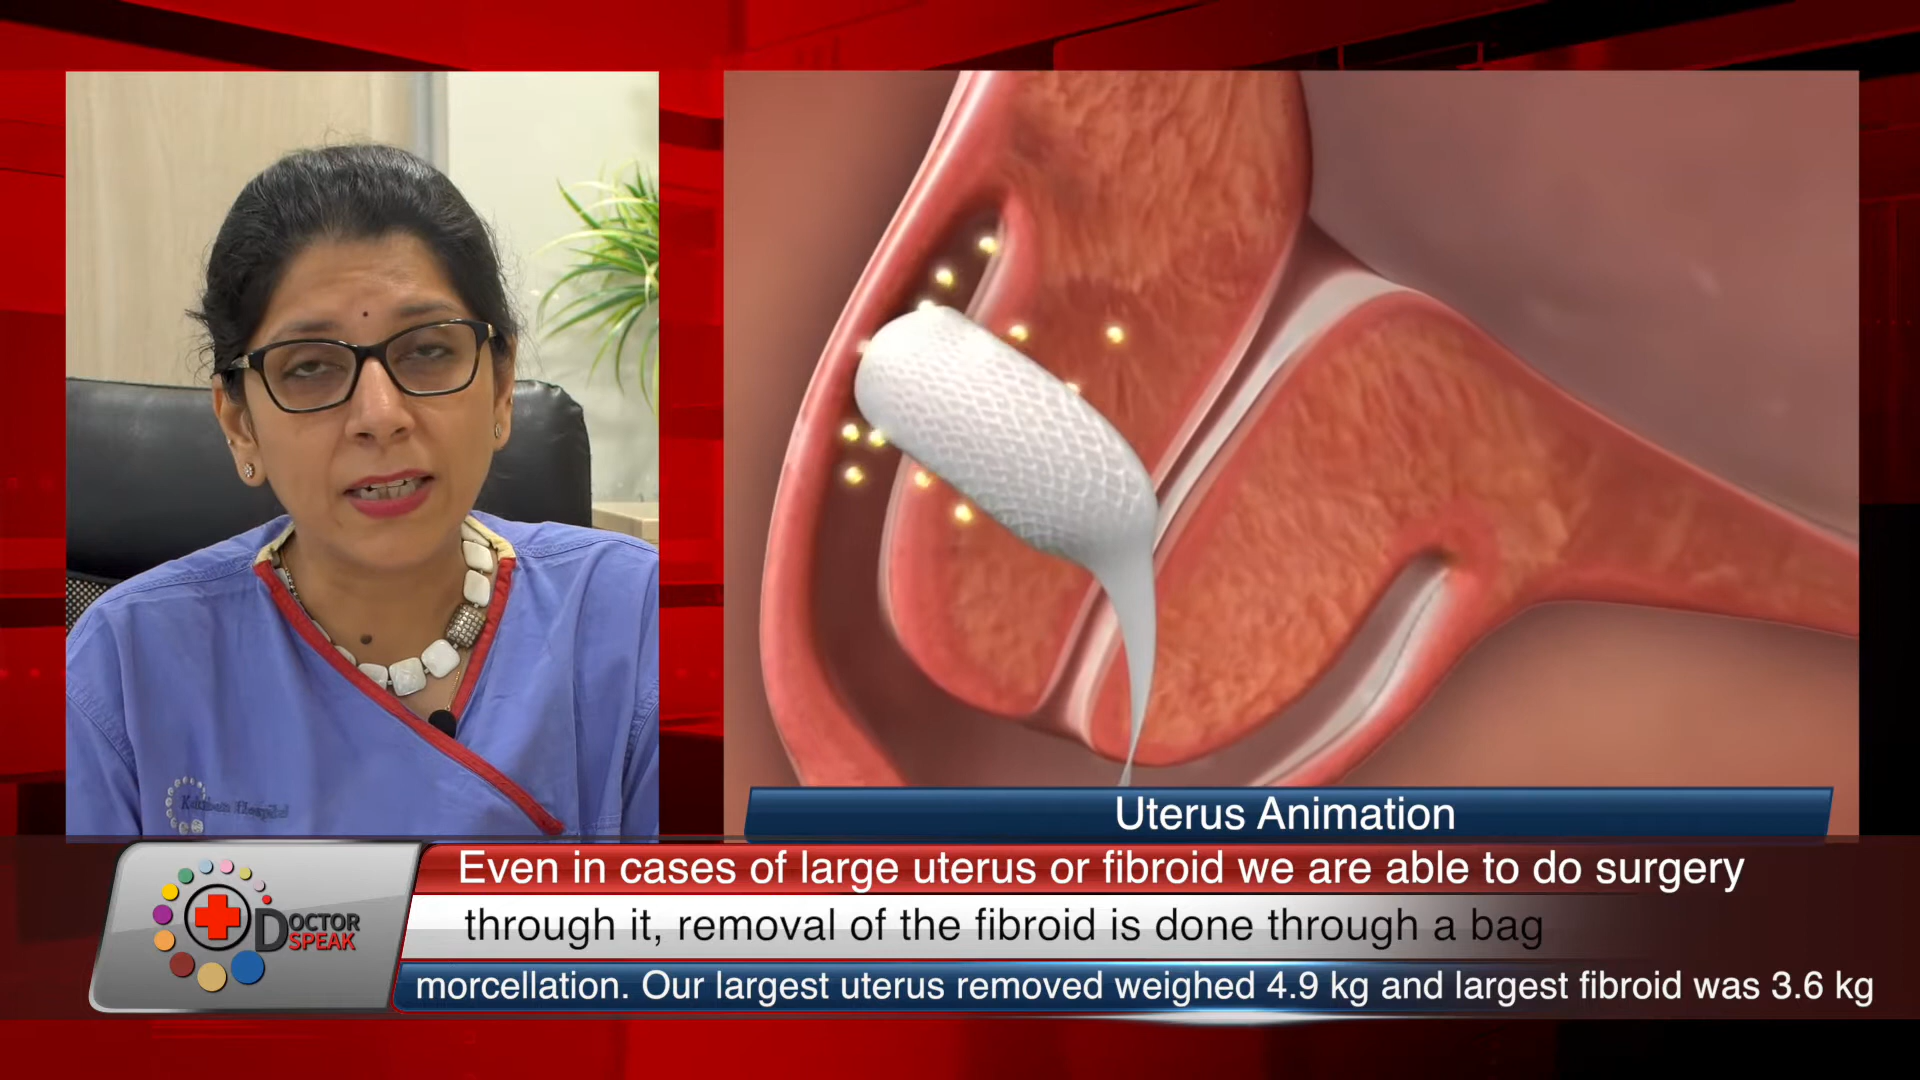 Hospital
Uterus Animation
Even in cases of large uterus or fibroid we are able to do surgery
through it, removal of the fibroid is done through a bag
morcellation. Our largest uterus removed weighed 4.9 kg and largest fibroid was 3.6 kg
DOCTOR
SPEAK